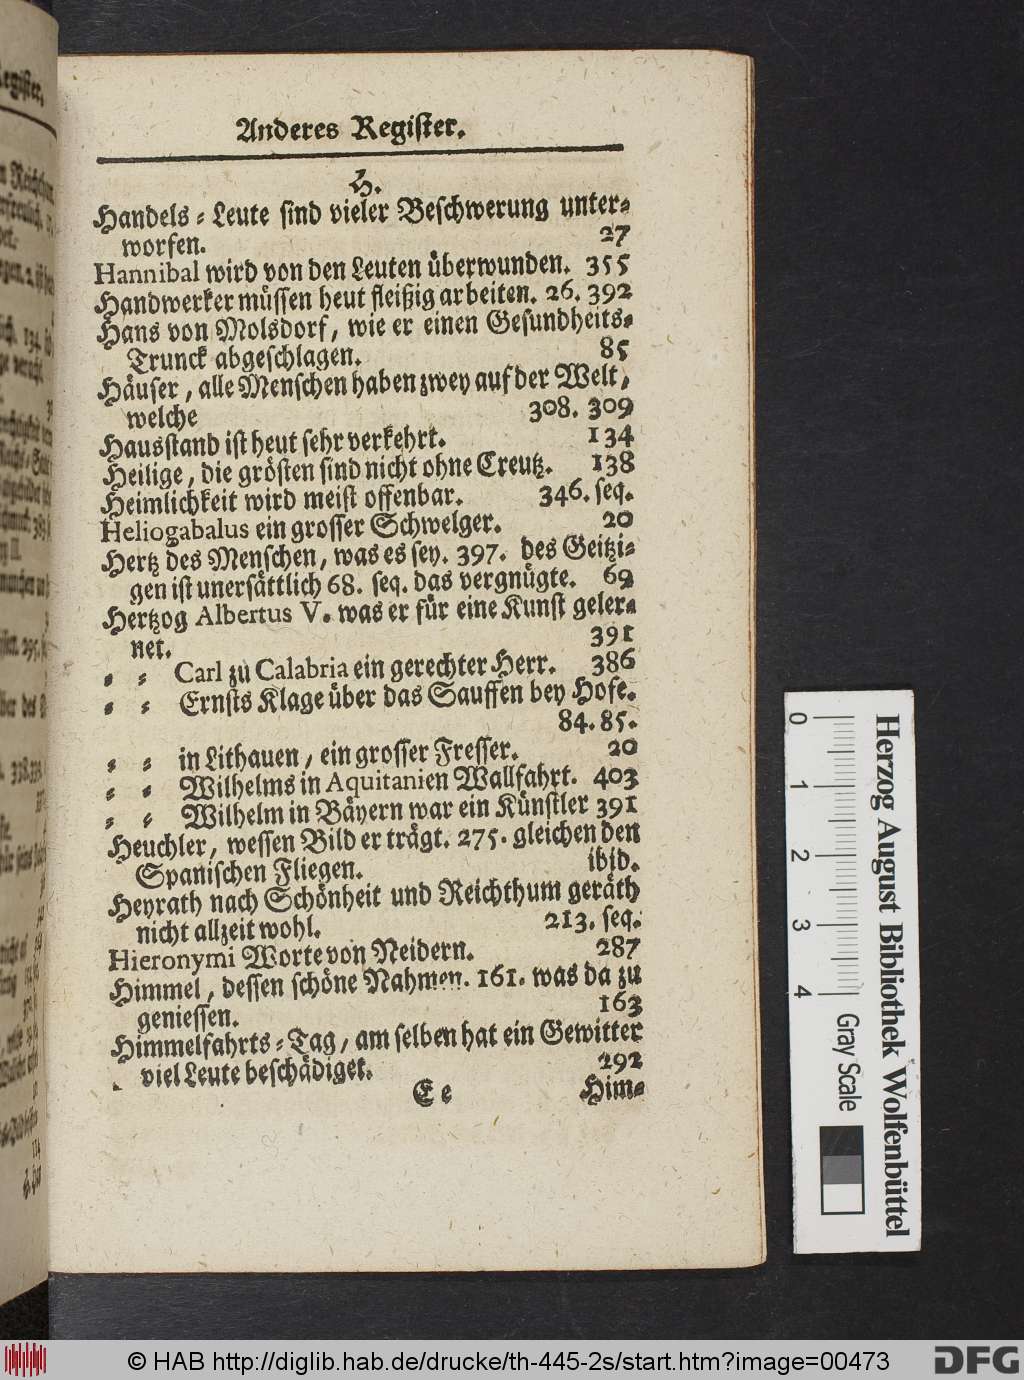 Anderes Register.
H.
Handels-Leute sind vieler Beschwerung unter-
worfen. 27
Hannibal wird von den Leuten überwunden. 355
Handwerker müssen heut fleißig arbeiten. 26. 392
Hans von Molsdorf, wie er einen Gesundheits-
Trunck abgeschlagen. 85
Häuser, alle Menschen haben zwey auf der Welt,
welche 308. 309
Hausstand ist heut sehr verkehrt. 134
Heilige, die grösten sind nicht ohne Creutz. 138
Heimlichkeit wird meist offenbar. 346. seq.
Heliogabalus ein grosser Schwelger. 20
Hertz des Menschen, was es sey. 397. des Geitzi-
gen ist unersättlich 68. seq. das vergnügte. 69
Hertzog Albertus V. was er für eine Kunst geler-
net. 391
- - Carl zu Calabria ein gerechter Herr. 386
- - Ernsts Klage über das Sauffen bey Hofe.
84. 85.
- - in Lithauen, ein grosser Fresser. 20
- - Wilhelms in Aquitanien Wallfahrt. 403
- - Wilhelm in Bäyern war ein Künstler 391
Heuchler, wessen Bild er trägt. 275. gleichen den
Spanischen Fliegen. ibid.
Heyrath nach Schönheit und Reichthum geräth
nicht allzeit wohl. 213. seq.
Hieronymi Worte von Neidern. 287
Himmel, dessen schöne Nahmen. 161. was da zu
geniessen. 163
Himmelfahrts-Tag, am selben hat ein Gewitter
viel Leute beschädiget. 292
Ee Him-
0 1 2 3 4
Gray Scale
Herzog August Bibliothek Wolfenbüttel
© HAB http://diglib.hab.de/drucke/th-445-2s/start.htm?image=00473
DFG